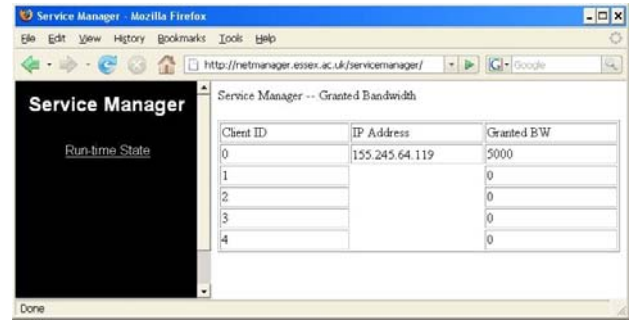 Service Manager - Mozilla Firefox
File Edit View History Bookmarks Tools Help
http://netmanager.essex.ac.uk/servicemanager/
Google
Service Manager
Run-time State
Service Manager -- Granted Bandwidth
Client ID IP Address Granted BW
0 155.245.64.119 5000
1 0
2 0
3 0
4 0
Done